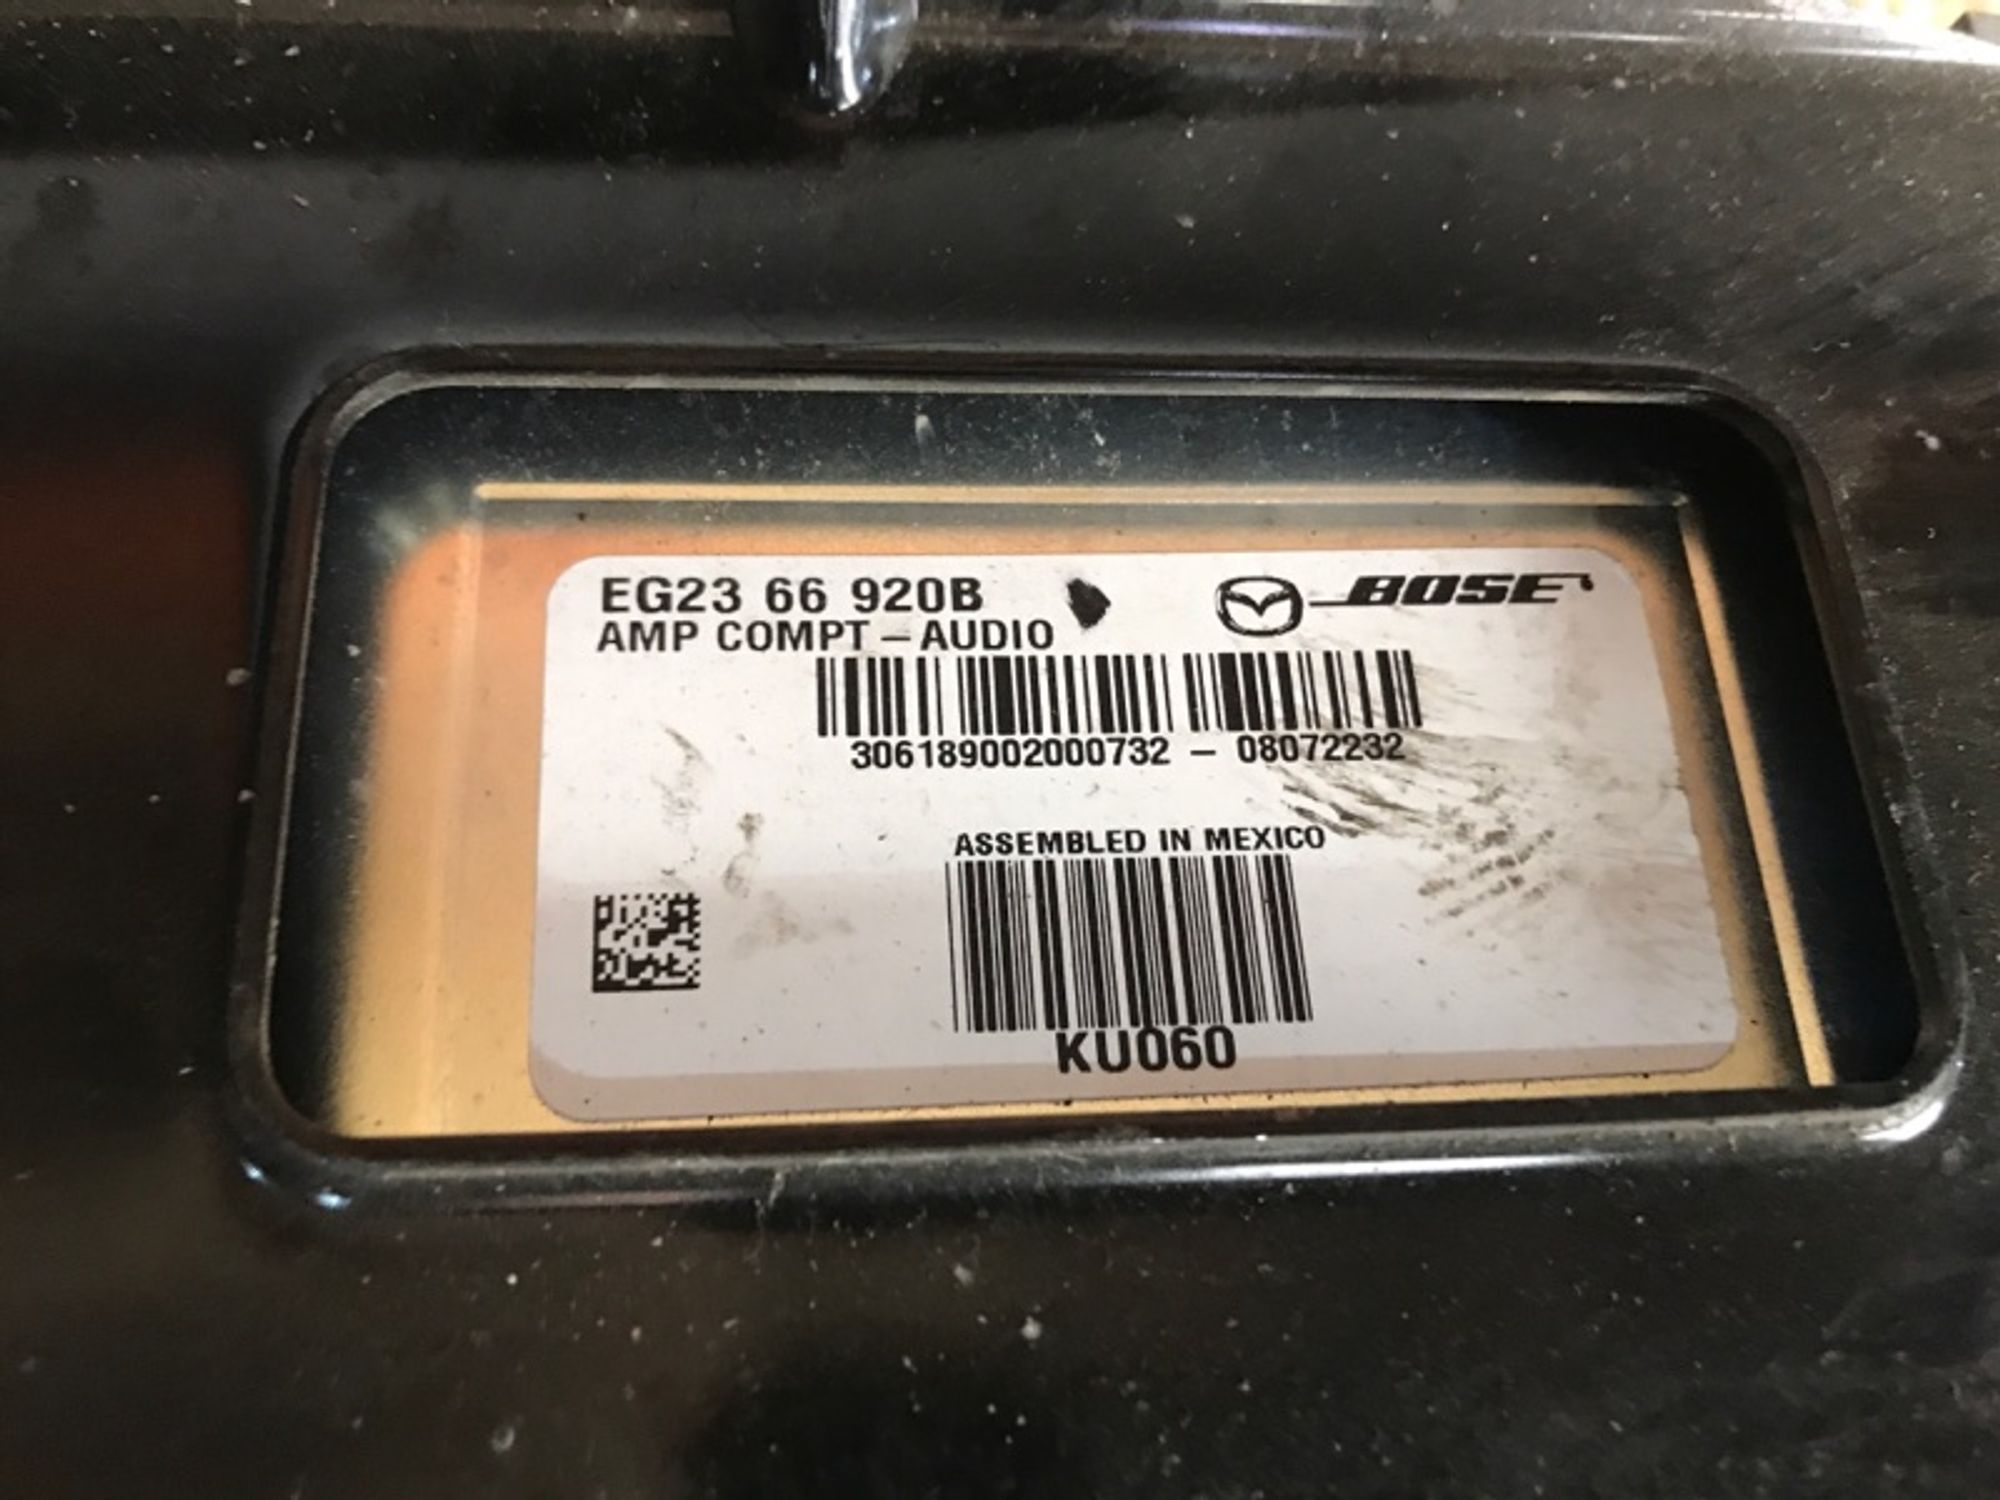 EG23 66 920B
BOSE
AMP COMPT – AUDIO
306189002000732 – 08072232
ASSEMBLED IN MEXICO
KU060